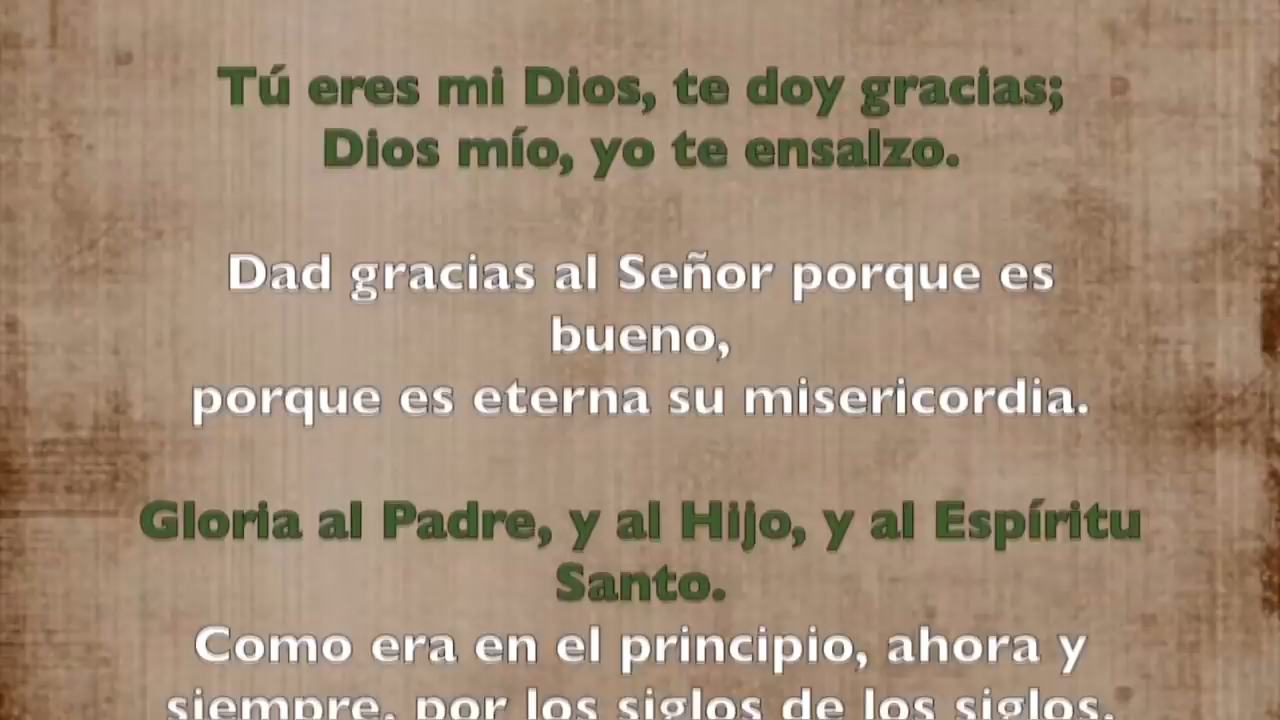 Tú eres mi Dios, te doy gracias;
Dios mío, yo te ensalzo.
Dad gracias al Señor porque es
bueno,
porque es eterna su misericordia.
Gloria al Padre, y al Hijo, y al Espíritu
Santo.
Como era en el principio, ahora y
siempre, por los siglos de los siglos.